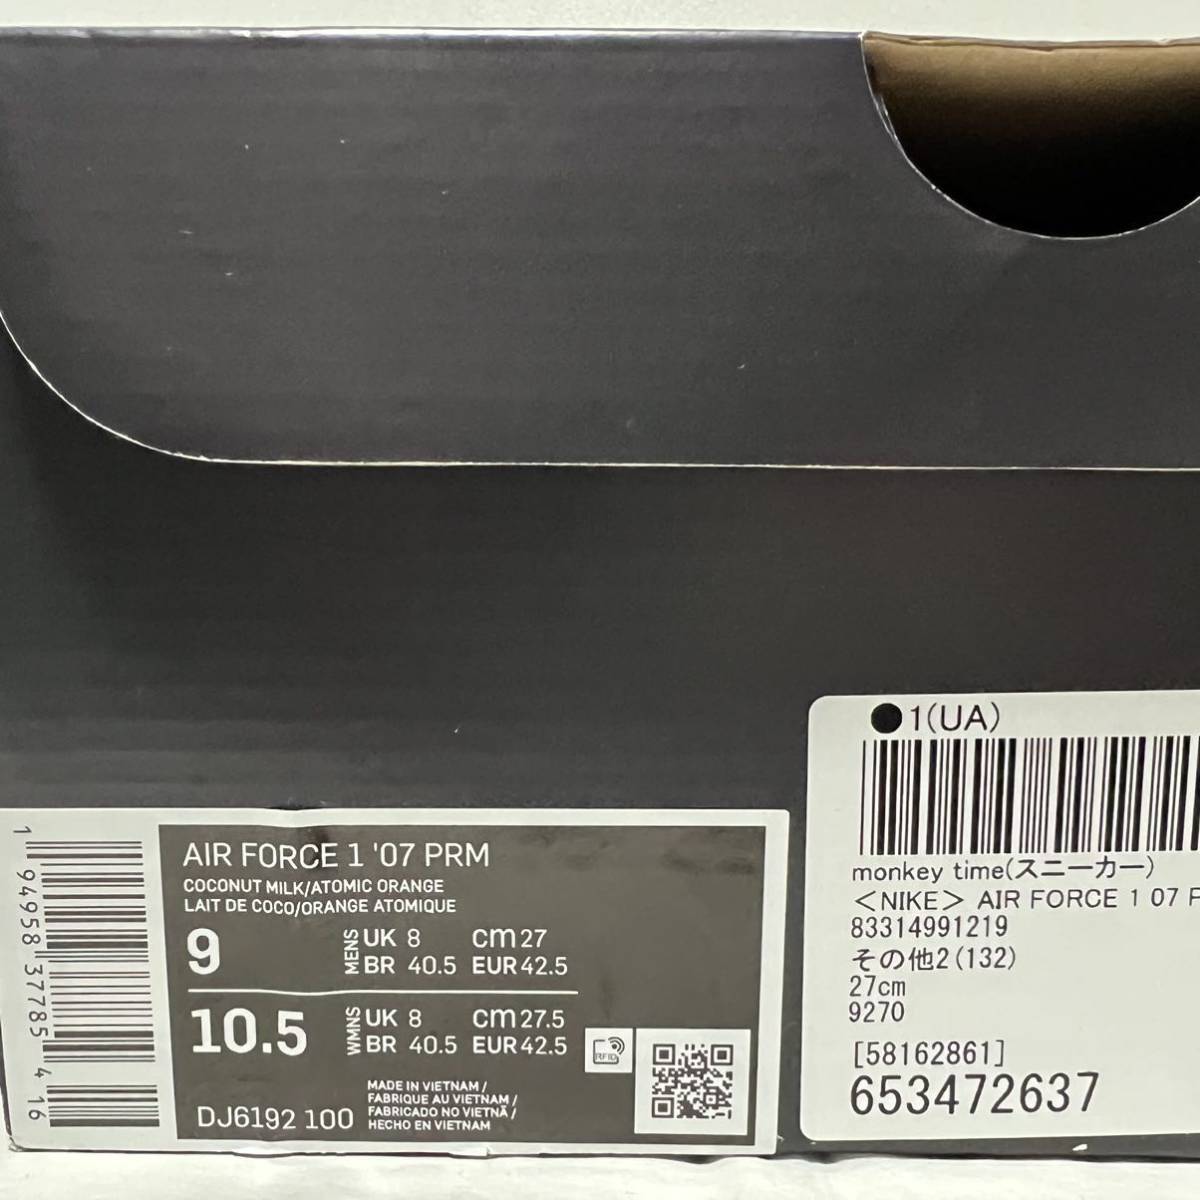 ●1(UA)
monkey time(スニーカー)
＜NIKE＞ AIR FORCE 1 07
83314991219
その他2(132)
27cm
9270
[58162861]
653472637
1 94958 37785 4 16
AIR FORCE 1 '07 PRM
COCONUT MILK/ATOMIC ORANGE
LAIT DE COCO/ORANGE ATOMIQUE
9 MENS UK 8 cm 27
BR 40.5 EUR 42.5
10.5 WMNS UK 8 cm 27.5
BR 40.5 EUR 42.5
RFID
MADE IN VIETNAM /
FABRIQUE AU VIETNAM /
FABRICADO NO VIETNÃ /
HECHO EN VIETNAM
DJ6192 100